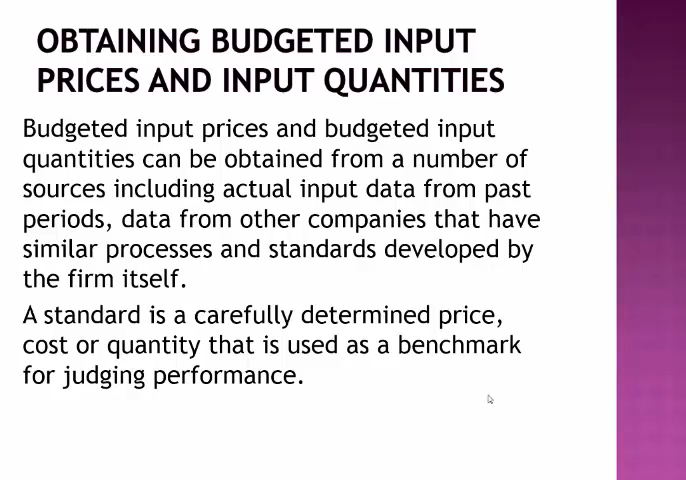 OBTAINING BUDGETED INPUT
PRICES AND INPUT QUANTITIES
Budgeted input prices and budgeted input
quantities can be obtained from a number of
sources including actual input data from past
periods, data from other companies that have
similar processes and standards developed by
the firm itself.
A standard is a carefully determined price,
cost or quantity that is used as a benchmark
for judging performance.